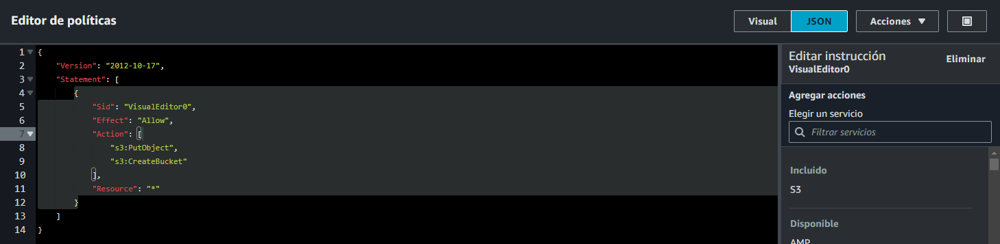 Editor de políticas
Visual
JSON
Acciones
1 {
2 "Version": "2012-10-17",
3 "Statement": [
4 {
5 "Sid": "VisualEditor0",
6 "Effect": "Allow",
7 "Action": [
8 "s3:PutObject",
9 "s3:CreateBucket"
10 ],
11 "Resource": "*"
12 }
13 ]
14 }
Editar instrucción
Eliminar
VisualEditor0
Agregar acciones
Elegir un servicio
Filtrar servicios
Incluido
S3
Disponible
AMP